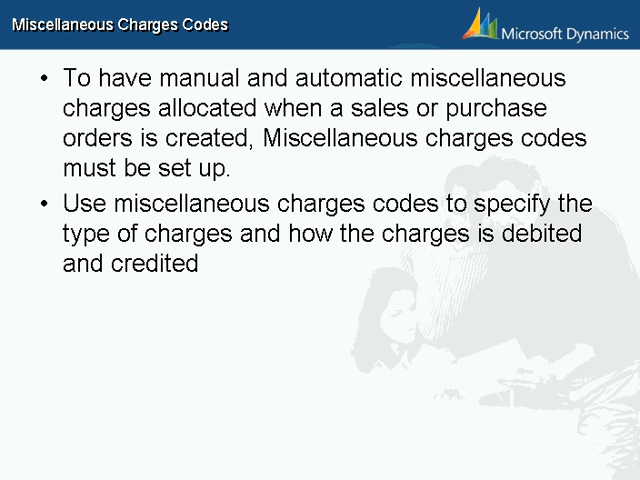 Miscellaneous Charges Codes
Microsoft Dynamics
• To have manual and automatic miscellaneous
charges allocated when a sales or purchase
orders is created, Miscellaneous charges codes
must be set up.
• Use miscellaneous charges codes to specify the
type of charges and how the charges is debited
and credited